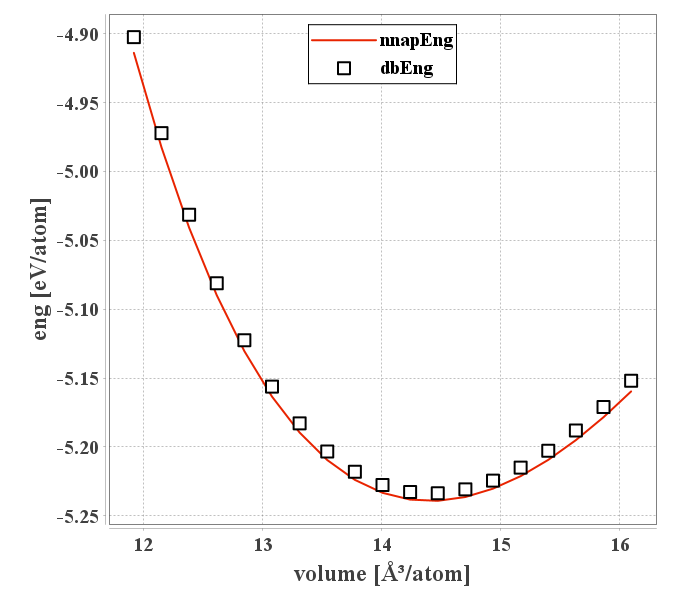 nnapEng
dbEng
-4.90
-4.95
-5.00
-5.05
-5.10
-5.15
-5.20
-5.25
eng [eV/atom]
12 13 14 15 16
volume [Å³/atom]